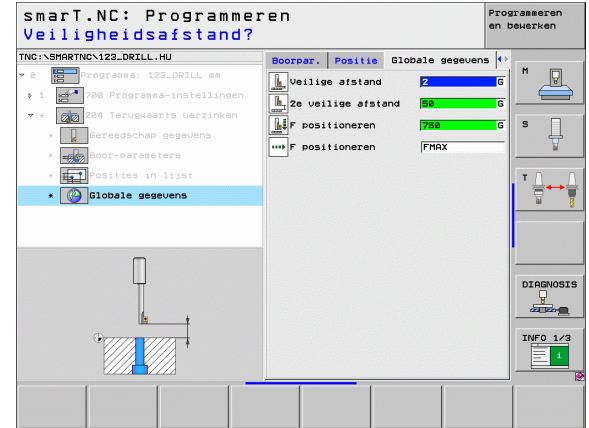 smarT.NC: Programmeren
Veiligheidsafstand?
Programmeren
en bewerken
TNC:\SMARTNC\123_DRILL.HU
0 Programma: 123_DRILL mm
1 700 Programma-instellingen
* 204 Terugwaarts verzinken
* Gereedschap gegevens
* Boor-parameters
* Posities in lijst
* Globale gegevens
Boorpar. Positie Globale gegevens
Veilige afstand 2 G
2e veilige afstand 50 G
F positioneren 750 G
F positioneren FMAX
M
S
T
DIAGNOSIS
INFO 1/3
1